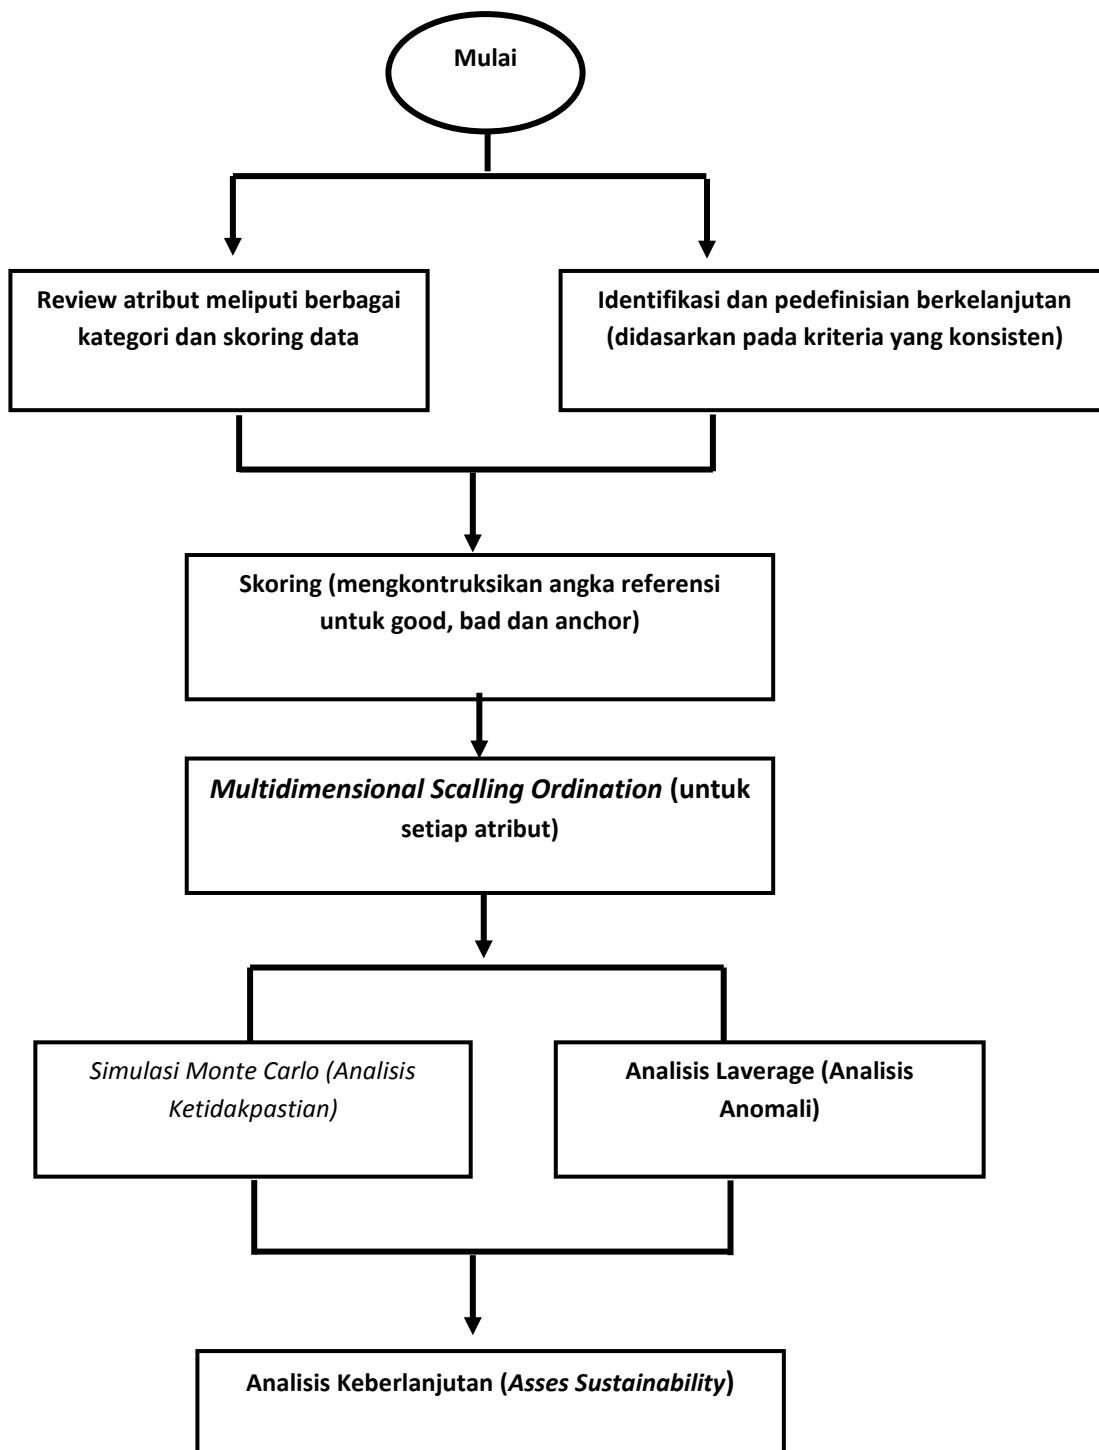 Mulai
Review atribut meliputi berbagai
kategori dan skoring data
Identifikasi dan pedefinisian berkelanjutan
(didasarkan pada kriteria yang konsisten)
Skoring (mengkontruksikan angka referensi
untuk good, bad dan anchor)
Multidimensional Scalling Ordination (untuk
setiap atribut)
Simulasi Monte Carlo (Analisis
Ketidakpastian)
Analisis Laverage (Analisis
Anomali)
Analisis Keberlanjutan (Asses Sustainability)